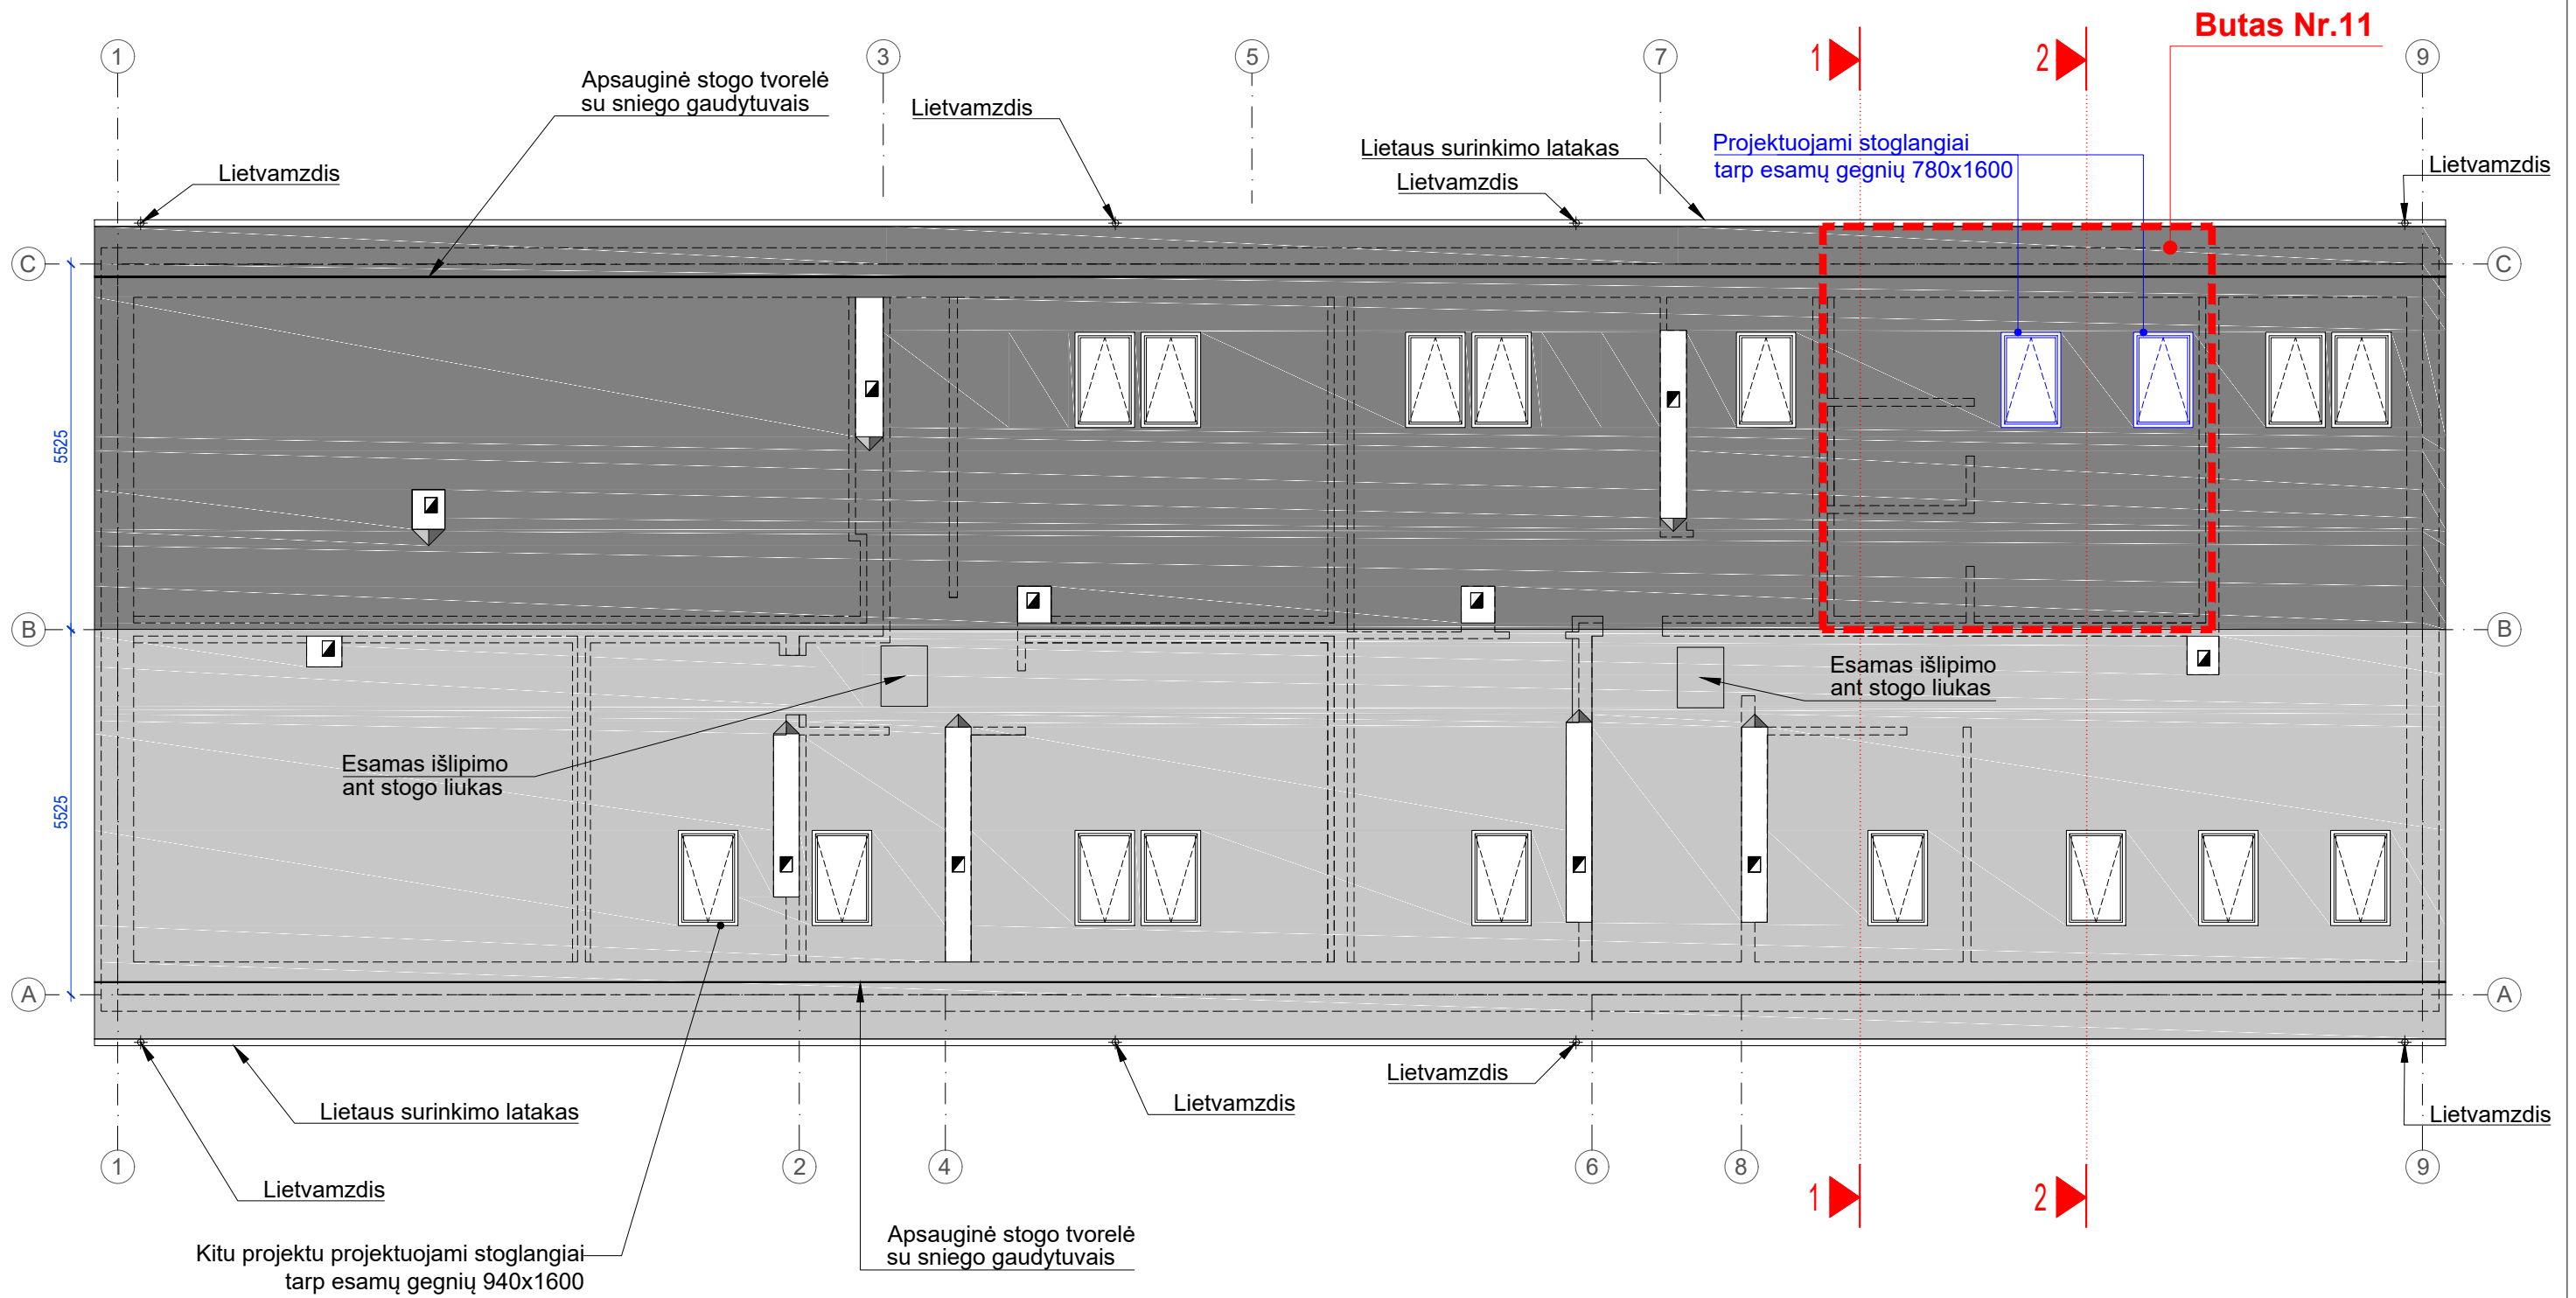 Butas Nr.11
1
3
5
7
1
2
9
Apsauginė stogo tvorelė
su sniego gaudytuvais
Lietvamzdis
Lietaus surinkimo latakas
Projektuojami stoglangiai
tarp esamų gegnių 780x1600
Lietvamzdis
Lietvamzdis
Lietvamzdis
C
C
5525
B
B
Esamas išlipimo
ant stogo liukas
Esamas išlipimo
ant stogo liukas
5525
A
A
Lietvamzdis
Lietaus surinkimo latakas
Lietvamzdis
Lietvamzdis
1
2
4
6
8
9
Lietvamzdis
1
2
Apsauginė stogo tvorelė
su sniego gaudytuvais
Kitu projektu projektuojami stoglangiai
tarp esamų gegnių 940x1600